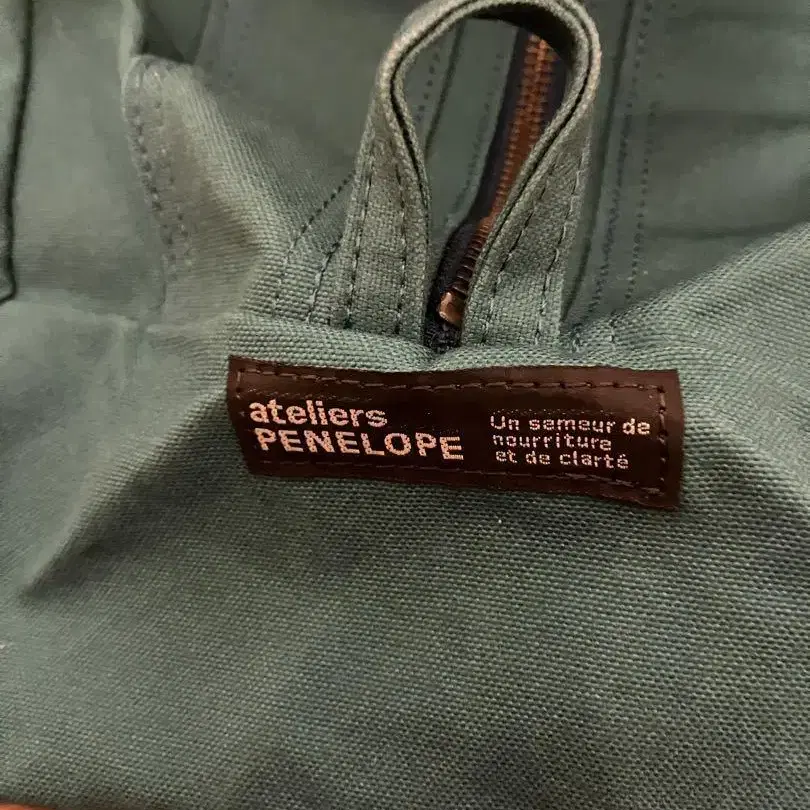 ateliers
PENELOPE
Un semeur de
nourriture
et de clarté